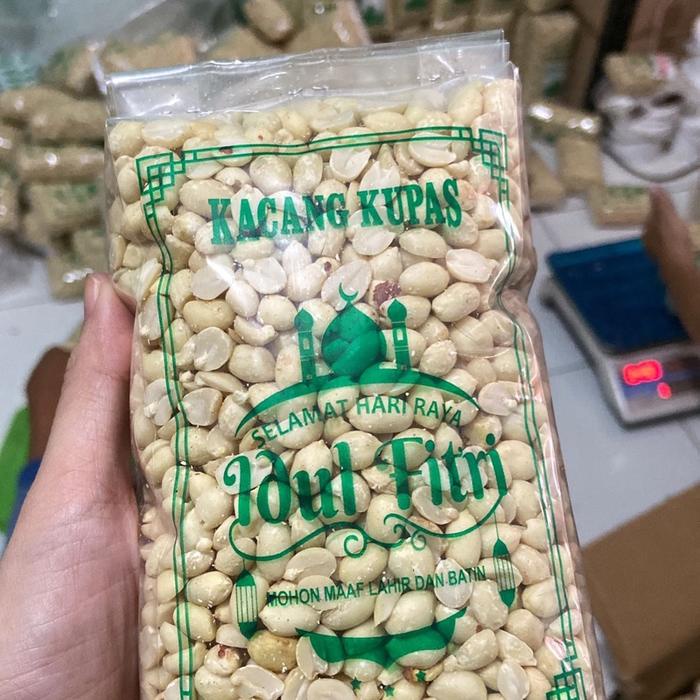 KACANG KUPAS
SELAMAT HARI RAYA
Idul Fitri
MOHON MAAF LAHIR DAN BATIN